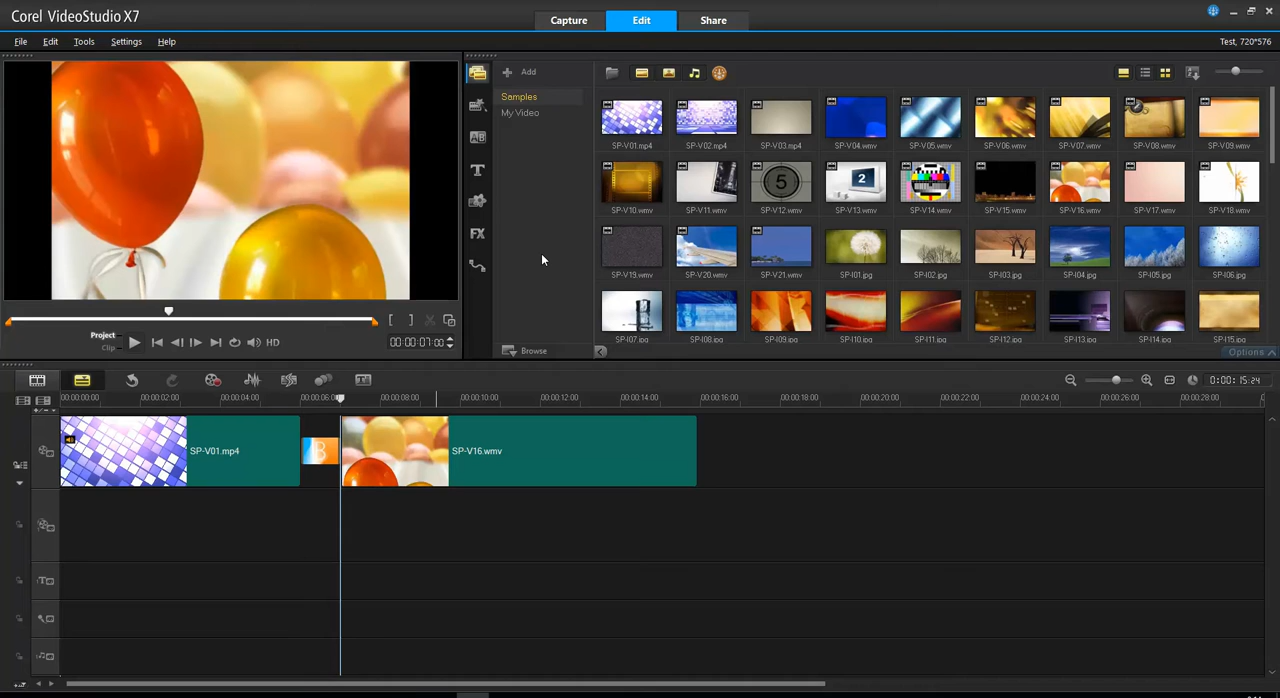 Corel VideoStudio X7
Capture Edit Share
File Edit Tools Settings Help
Test, 720*576
Add
Samples
My Video
SP-V01.mp4 SP-V02.mp4 SP-V03.mp4 SP-V04.wmv SP-V05.wmv SP-V06.wmv SP-V07.wmv SP-V08.wmv SP-V09.wmv
5 2
SP-V10.wmv SP-V11.wmv SP-V12.wmv SP-V13.wmv SP-V14.wmv SP-V15.wmv SP-V16.wmv SP-V17.wmv SP-V18.wmv
SP-V19.wmv SP-V20.wmv SP-V21.wmv SP-I01.jpg SP-I02.jpg SP-I03.jpg SP-I04.jpg SP-I05.jpg SP-I06.jpg
SP-I07.jpg SP-I08.jpg SP-I09.jpg SP-I10.jpg SP-I11.jpg SP-I12.jpg SP-I13.jpg SP-I14.jpg SP-I15.jpg
AB
T
FX
Browse
Options
Project
Clip
HD
00:00:07:00
0:00:15:24
00:00:00:00 00:00:02:00 00:00:04:00 00:00:06:00 00:00:08:00 00:00:10:00 00:00:12:00 00:00:14:00 00:00:16:00 00:00:18:00 00:00:20:00 00:00:22:00 00:00:24:00 00:00:26:00 00:00:28:00
SP-V01.mp4
B
SP-V16.wmv